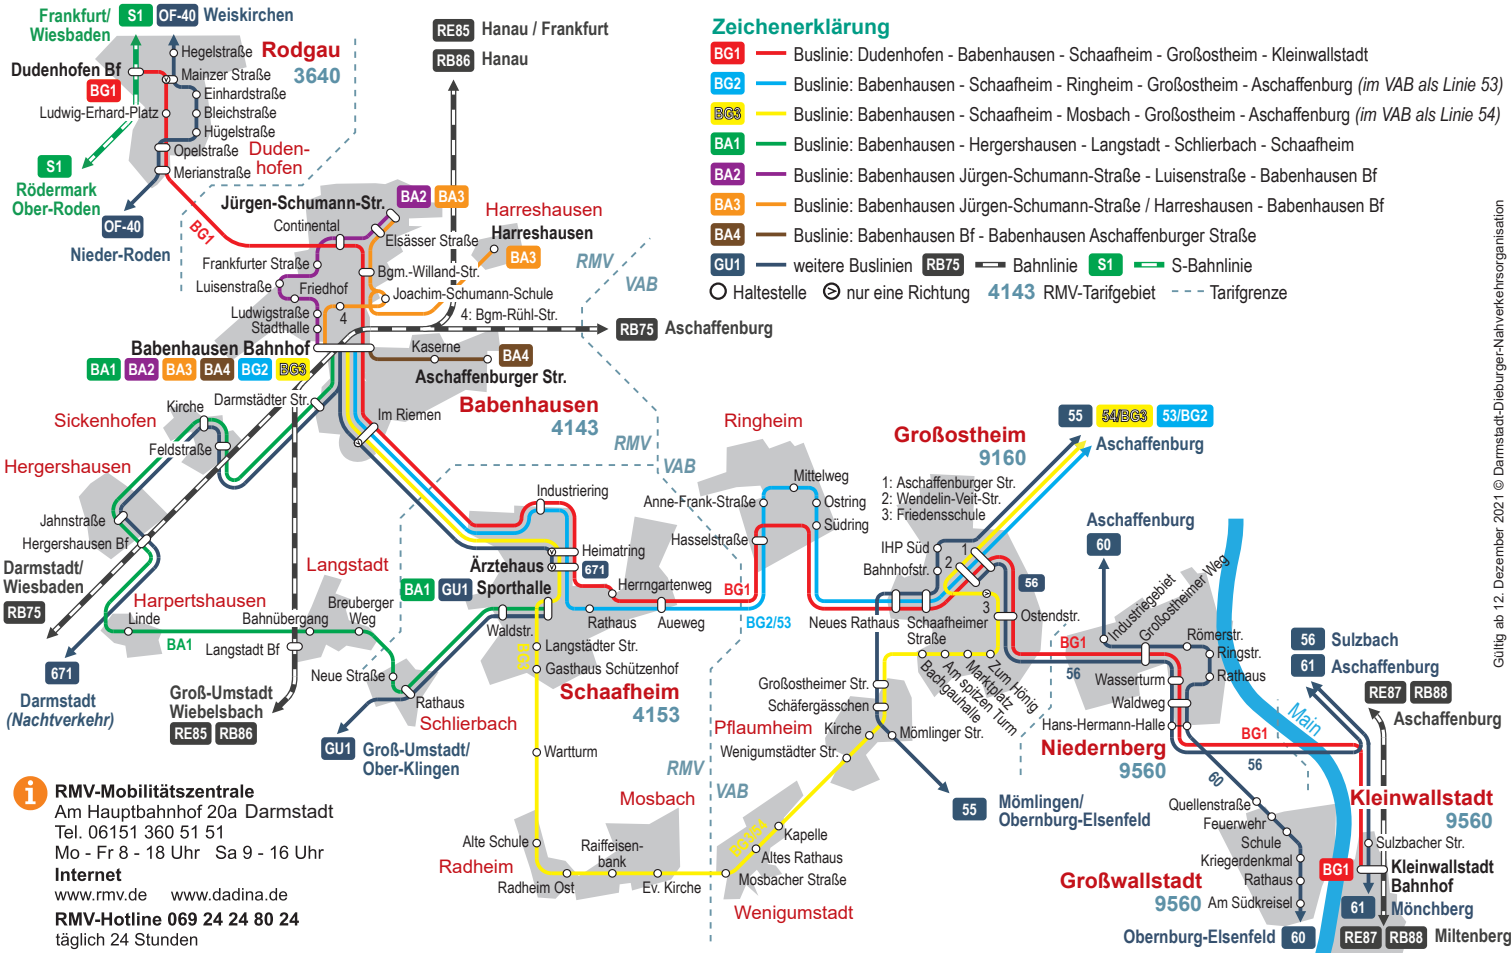 Frankfurt/
Wiesbaden
S1
OF-40
Weiskirchen
Hegelstraße
Rodgau
3640
Dudenhofen Bf
BG1
Mainzer Straße
Einhardstraße
Ludwig-Erhard-Platz
Bleichstraße
Hügelstraße
Opelstraße
Duden-
hofen
Merianstraße
S1
Rödermark
Ober-Roden
OF-40
Nieder-Roden
BG1
RE85 Hanau / Frankfurt
RB86 Hanau
Zeichenerklärung
BG1 Buslinie: Dudenhofen - Babenhausen - Schaafheim - Großostheim - Kleinwallstadt
BG2 Buslinie: Babenhausen - Schaafheim - Ringheim - Großostheim - Aschaffenburg (im VAB als Linie 53)
BG3 Buslinie: Babenhausen - Schaafheim - Mosbach - Großostheim - Aschaffenburg (im VAB als Linie 54)
BA1 Buslinie: Babenhausen - Hergershausen - Langstadt - Schlierbach - Schaafheim
BA2 Buslinie: Babenhausen Jürgen-Schumann-Straße - Luisenstraße - Babenhausen Bf
BA3 Buslinie: Babenhausen Jürgen-Schumann-Straße / Harreshausen - Babenhausen Bf
BA4 Buslinie: Babenhausen Bf - Babenhausen Aschaffenburger Straße
GU1 weitere Buslinien RB75 Bahnlinie S1 S-Bahnlinie
Haltestelle nur eine Richtung 4143 RMV-Tarifgebiet Tarifgrenze
Jürgen-Schumann-Str.
BA2 BA3
Continental
Elsässer Straße
Harreshausen
Harreshausen
BA3
Frankfurter Straße
Bgm.-Willand-Str.
Luisenstraße
Friedhof
Joachim-Schumann-Schule
Ludwigstraße
4
4: Bgm-Rühl-Str.
Stadthalle
RMV
VAB
RB75 Aschaffenburg
Babenhausen Bahnhof
BA1 BA2 BA3 BA4 BG2 BG3
Kaserne
BA4
Aschaffenburger Str.
Babenhausen
4143
Darmstädter Str.
Im Riemen
Sickenhofen
Kirche
Feldstraße
Hergershausen
Jahnstraße
Hergershausen Bf
Darmstadt/
Wiesbaden
RB75
Harpertshausen
Linde
BA1
671
Darmstadt
(Nachtverkehr)
Langstadt
Bahnübergang
Breuberger
Weg
Langstadt Bf
Groß-Umstadt
Wiebelsbach
RE85 RB86
Neue Straße
Rathaus
Schlierbach
GU1 Groß-Umstadt/
Ober-Klingen
RMV
VAB
Industriering
Heimatring
Ärztehaus
671
BA1 GU1 Sporthalle
Herrngartenweg
Waldstr.
Rathaus
Aueweg
BG3
Langstädter Str.
Gasthaus Schützenhof
Schaafheim
4153
Wartturm
Alte Schule
Radheim
Radheim Ost
Raiffeisen-
bank
Mosbach
Ev. Kirche
RMV
VAB
BG3/54
Kapelle
Altes Rathaus
Mosbacher Straße
Wenigumstadt
Ringheim
Mittelweg
Anne-Frank-Straße
Ostring
Südring
Hasselstraße
BG1
BG2/53
Großostheim
9160
1: Aschaffenburger Str.
2: Wendelin-Veit-Str.
3: Friedensschule
55 54/BG3 53/BG2
Aschaffenburg
IHP Süd
Bahnhofstr.
1
2
3
56
Neues Rathaus
Schaafheimer
Straße
Ostendstr.
Bachgauhalle
Am spitzen Turm
Marktplatz
Zum Hönig
Großostheimer Str.
Schäfergässchen
Pflaumheim
Kirche
Mömlinger Str.
Wenigumstädter Str.
55 Mömlingen/
Obernburg-Elsenfeld
Aschaffenburg
60
Industriegebiet
Großostheimer Weg
BG1
56
Römerstr.
Ringstr.
Rathaus
Wasserturm
Waldweg
Hans-Hermann-Halle
Niedernberg
9560
56 Sulzbach
61 Aschaffenburg
RE87 RB88
Aschaffenburg
Main
BG1
56
60
Quellenstraße
Feuerwehr
Schule
Kriegerdenkmal
Rathaus
Am Südkreisel
Großwallstadt
9560
Obernburg-Elsenfeld 60
Kleinwallstadt
9560
Sulzbacher Str.
BG1
Kleinwallstadt
Bahnhof
61 Mönchberg
RE87 RB88 Miltenberg
i
RMV-Mobilitätszentrale
Am Hauptbahnhof 20a Darmstadt
Tel. 06151 360 51 51
Mo - Fr 8 - 18 Uhr Sa 9 - 16 Uhr
Internet
www.rmv.de www.dadina.de
RMV-Hotline 069 24 24 80 24
täglich 24 Stunden
Gültig ab 12. Dezember 2021 © Darmstadt-Dieburger-Nahverkehrsorganisation